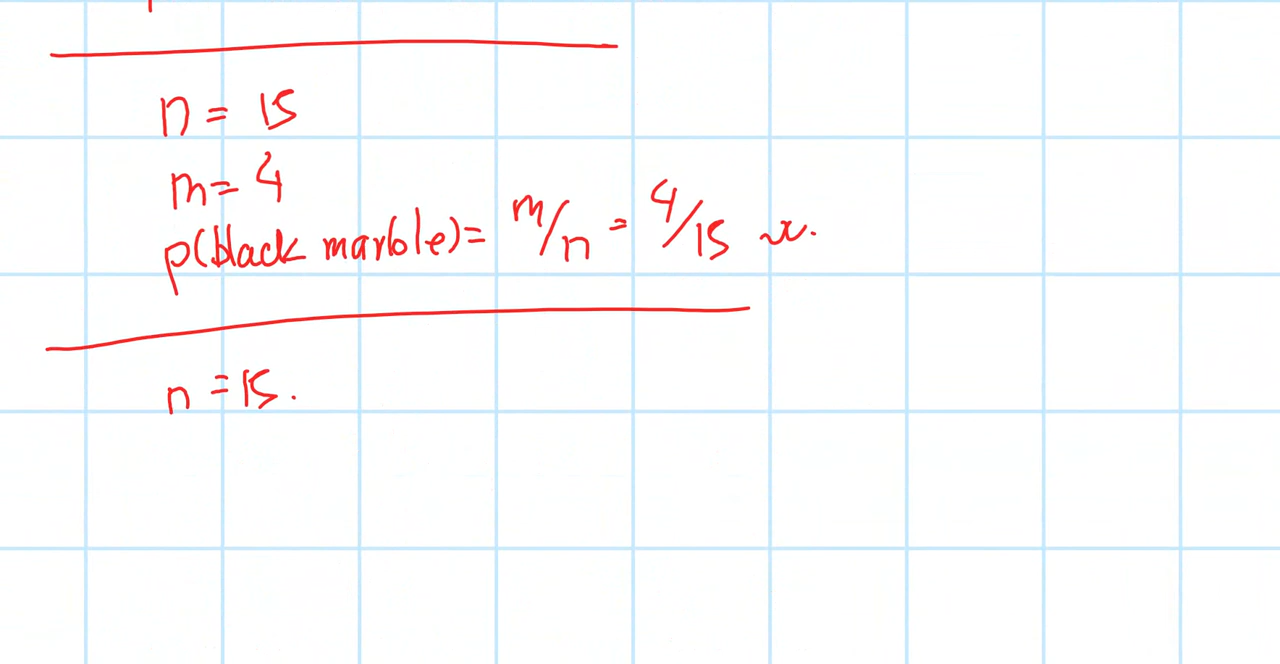 n = 15
m = 4
p(black marble) = m/n = 4/15
n = 15.